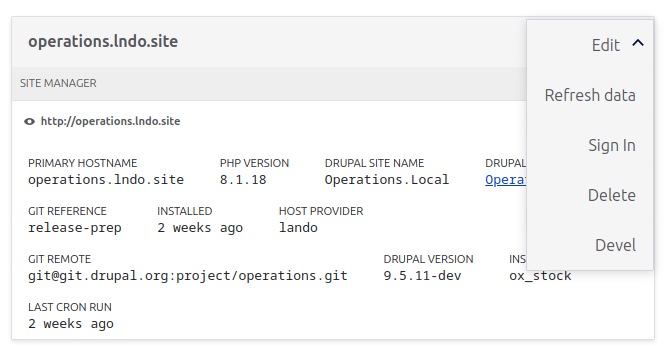 operations.lndo.site
Edit
Refresh data
Sign In
Delete
Devel
SITE MANAGER
http://operations.lndo.site
PRIMARY HOSTNAME PHP VERSION DRUPAL SITE NAME DRUPAL
operations.lndo.site 8.1.18 Operations.Local Opera
GIT REFERENCE INSTALLED HOST PROVIDER
release-prep 2 weeks ago lando
GIT REMOTE DRUPAL VERSION INS
git@git.drupal.org:project/operations.git 9.5.11-dev ox_stock
LAST CRON RUN
2 weeks ago